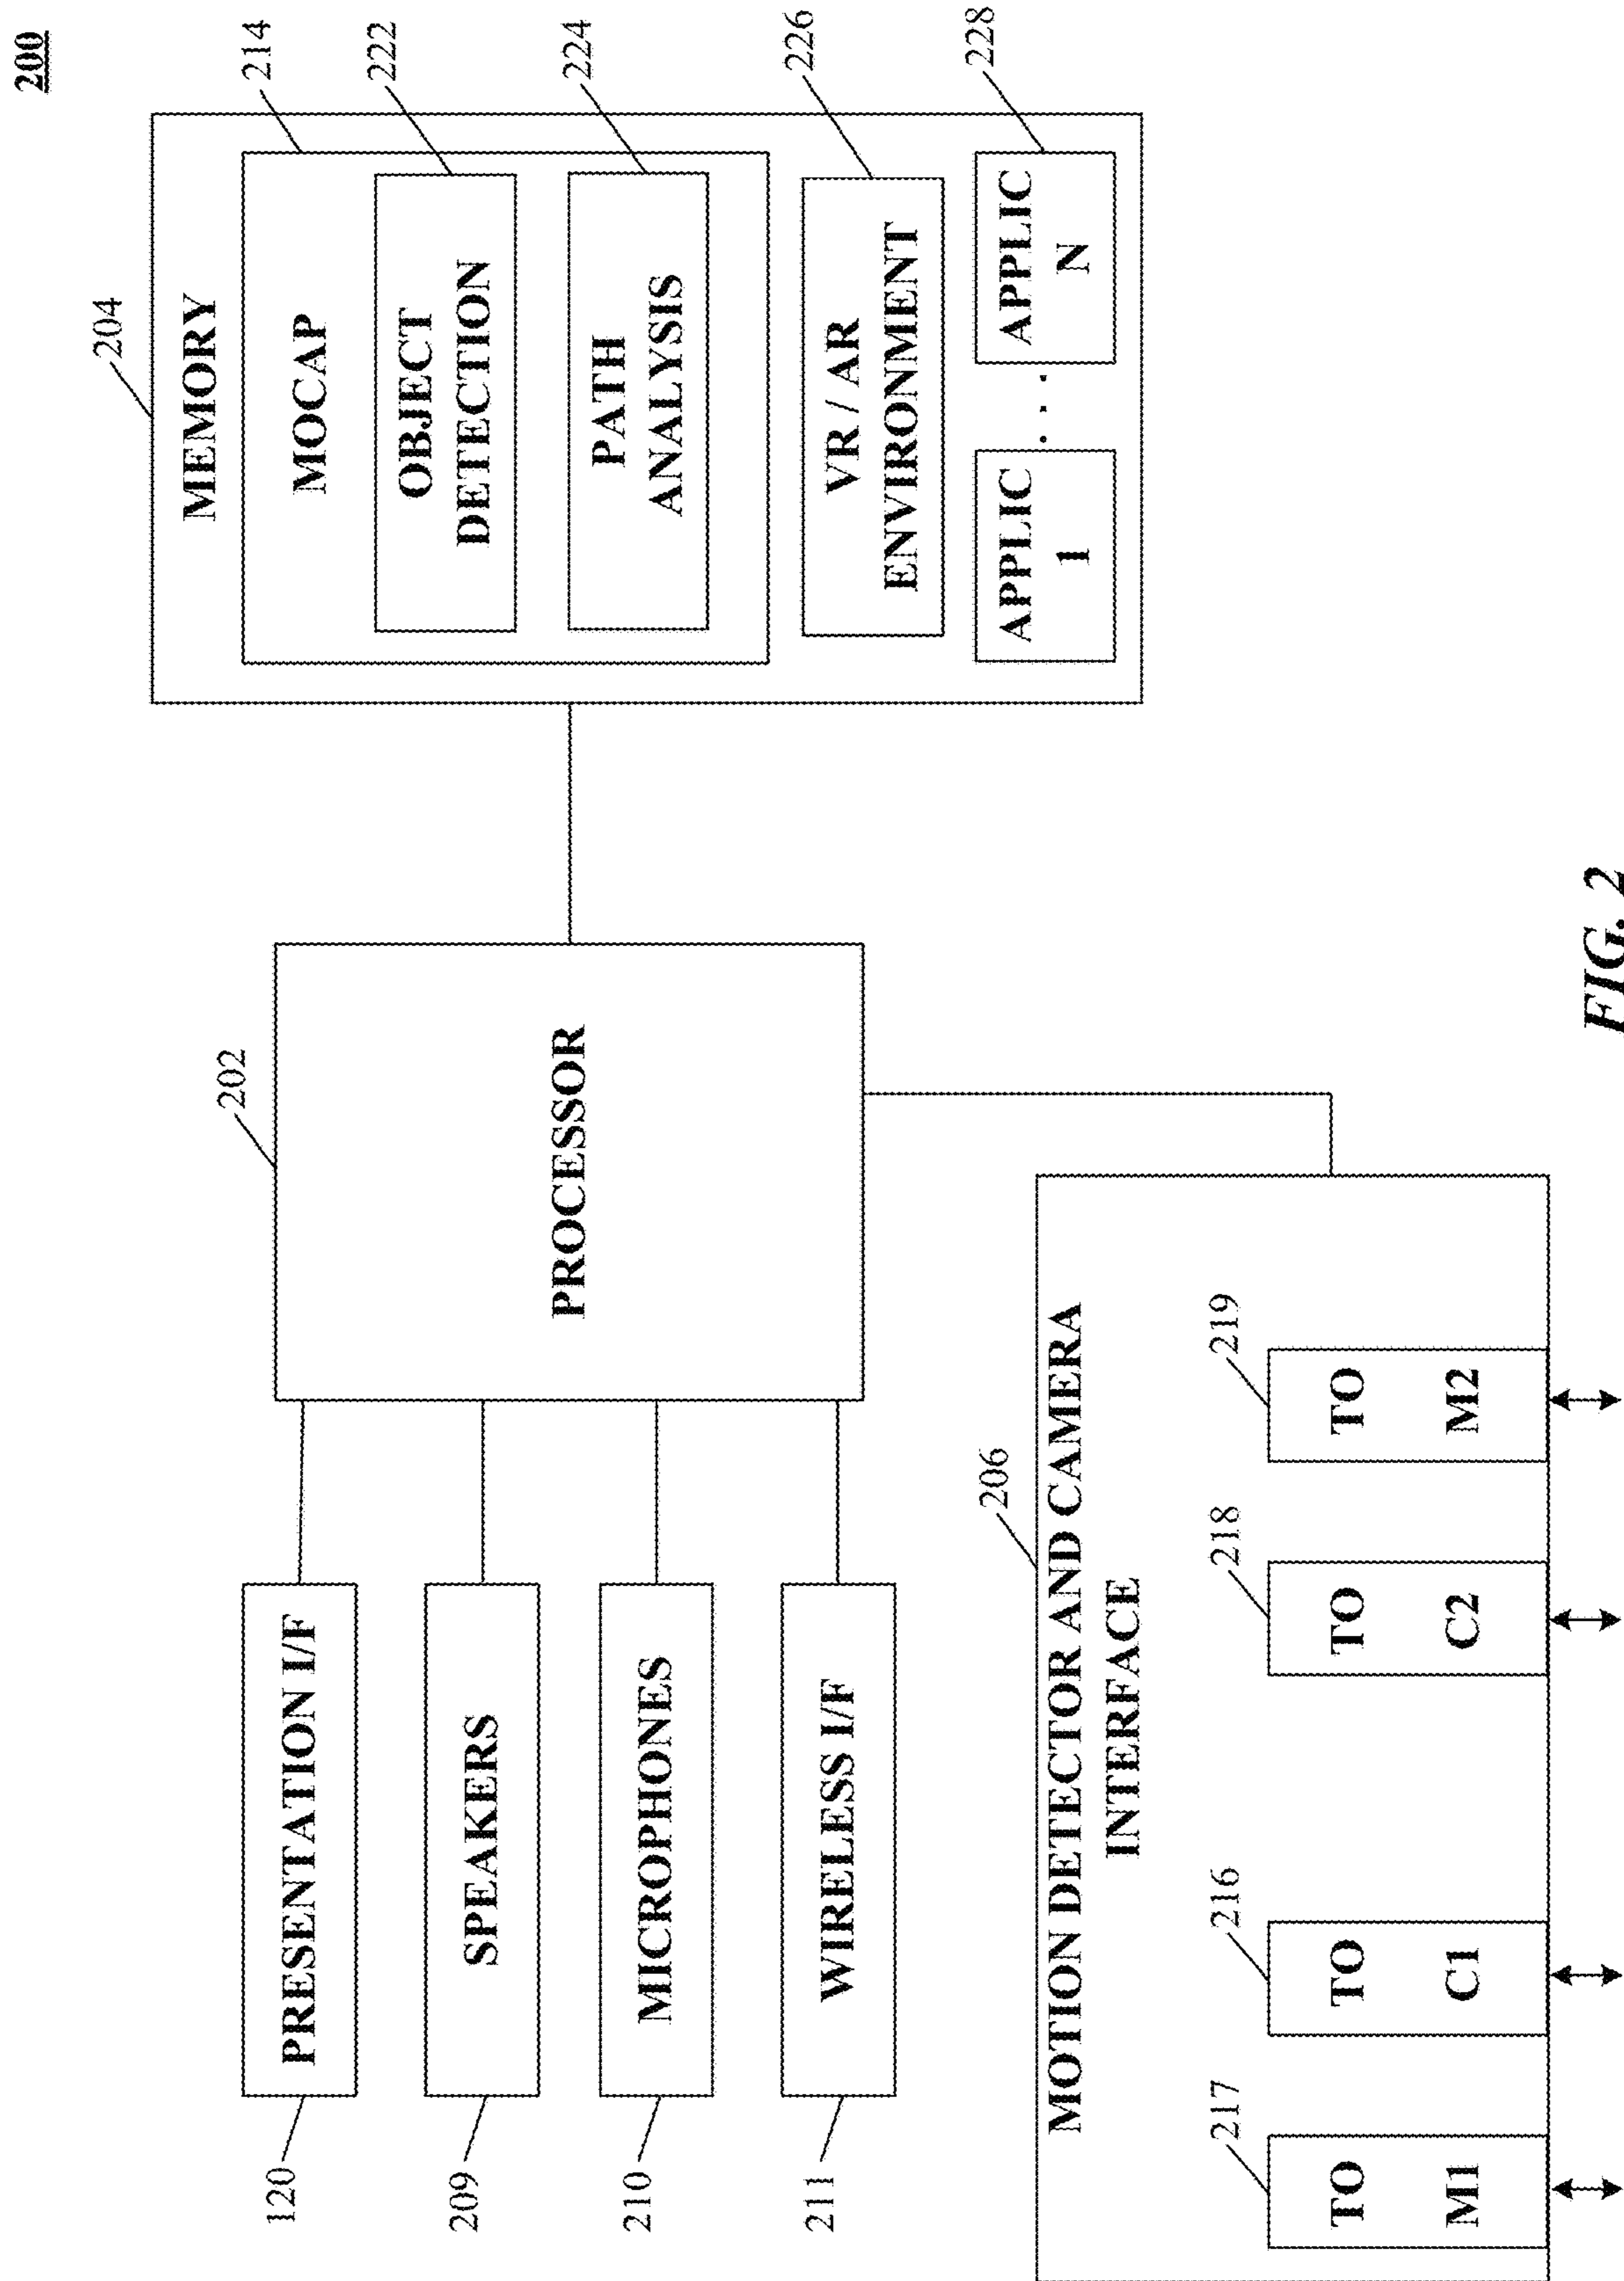 200
120
PRESENTATION I/F
209
SPEAKERS
210
MICROPHONES
211
WIRELESS I/F
202
PROCESSOR
204
MEMORY
214
MOCAP
222
OBJECT
DETECTION
224
PATH
ANALYSIS
226
VR / AR
ENVIRONMENT
228
APPLIC
1
. . .
APPLIC
N
206
MOTION DETECTOR AND CAMERA
INTERFACE
217
TO
M1
216
TO
C1
218
TO
C2
219
TO
M2
FIG. 2